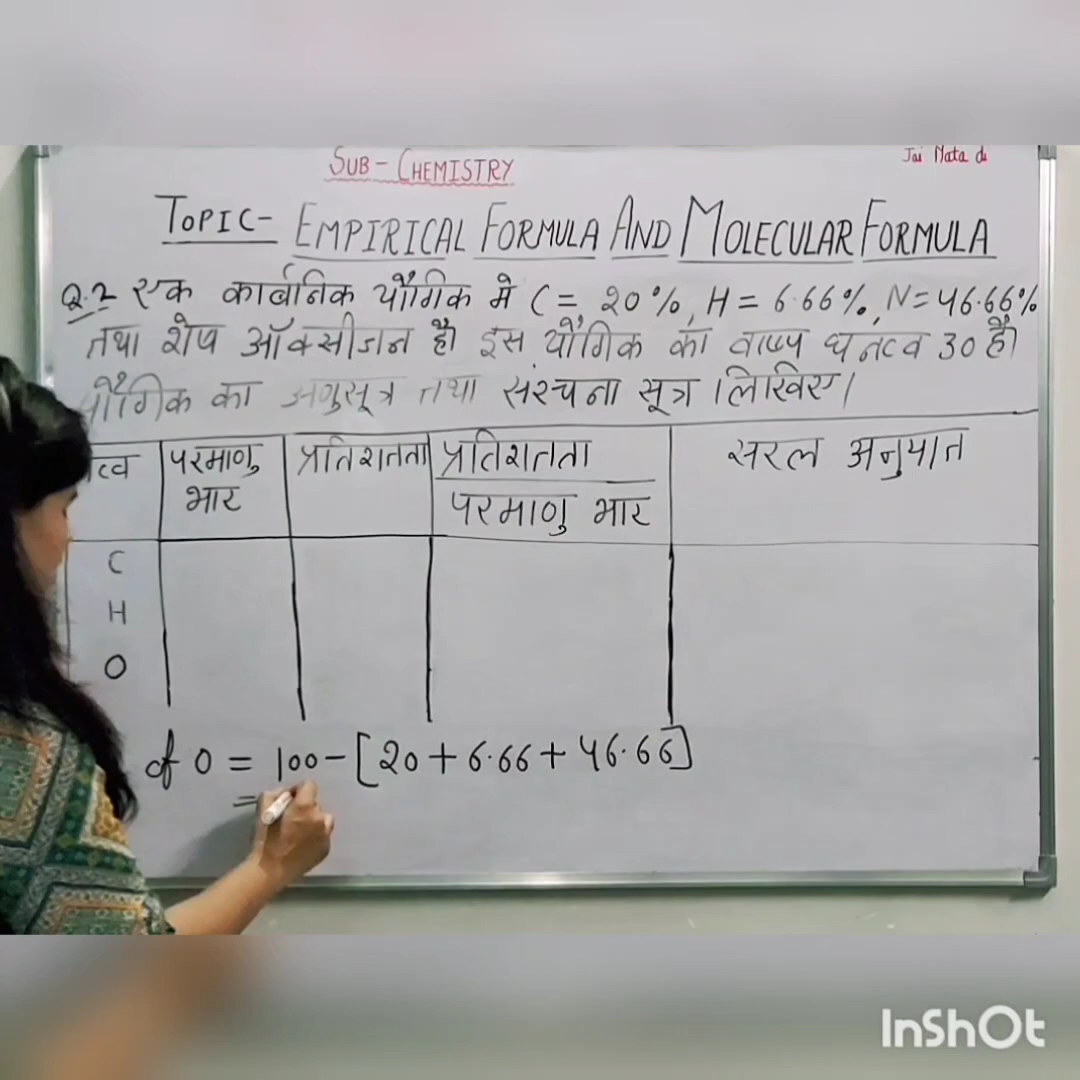 SUB - CHEMISTRY
Jai Mata di
TOPIC - EMPIRICAL FORMULA AND MOLECULAR FORMULA
Q.2 एक कार्बनिक यौगिक में C = 20%, H = 6.66%, N = 46.66%
तथा शेष ऑक्सीजन है। इस यौगिक का वाष्प घनत्व 30 है।
यौगिक का अणुसूत्र तथा संरचना सूत्र लिखिए।
त्व परमाणु भार प्रतिशतता प्रतिशतता / परमाणु भार सरल अनुपात
C
H
O
of O = 100 - [20 + 6.66 + 46.66]
=
InShOt